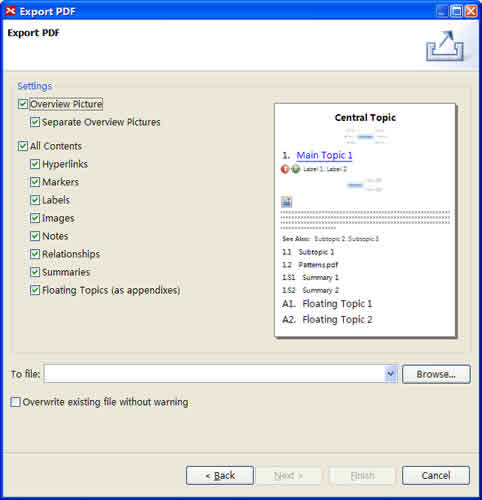 Export PDF
Export PDF
Settings
Overview Picture
Separate Overview Pictures
All Contents
Hyperlinks
Markers
Labels
Images
Notes
Relationships
Summaries
Floating Topics (as appendixes)
Central Topic
1. Main Topic 1
Label 1, Label 2
See Also: Subtopic 2, Subtopic 3
1.1 Subtopic 1
1.2 Patterns.pdf
1.S1 Summary 1
1.S2 Summary 2
A1. Floating Topic 1
A2. Floating Topic 2
To file:
Browse...
Overwrite existing file without warning
< Back
Next >
Finish
Cancel